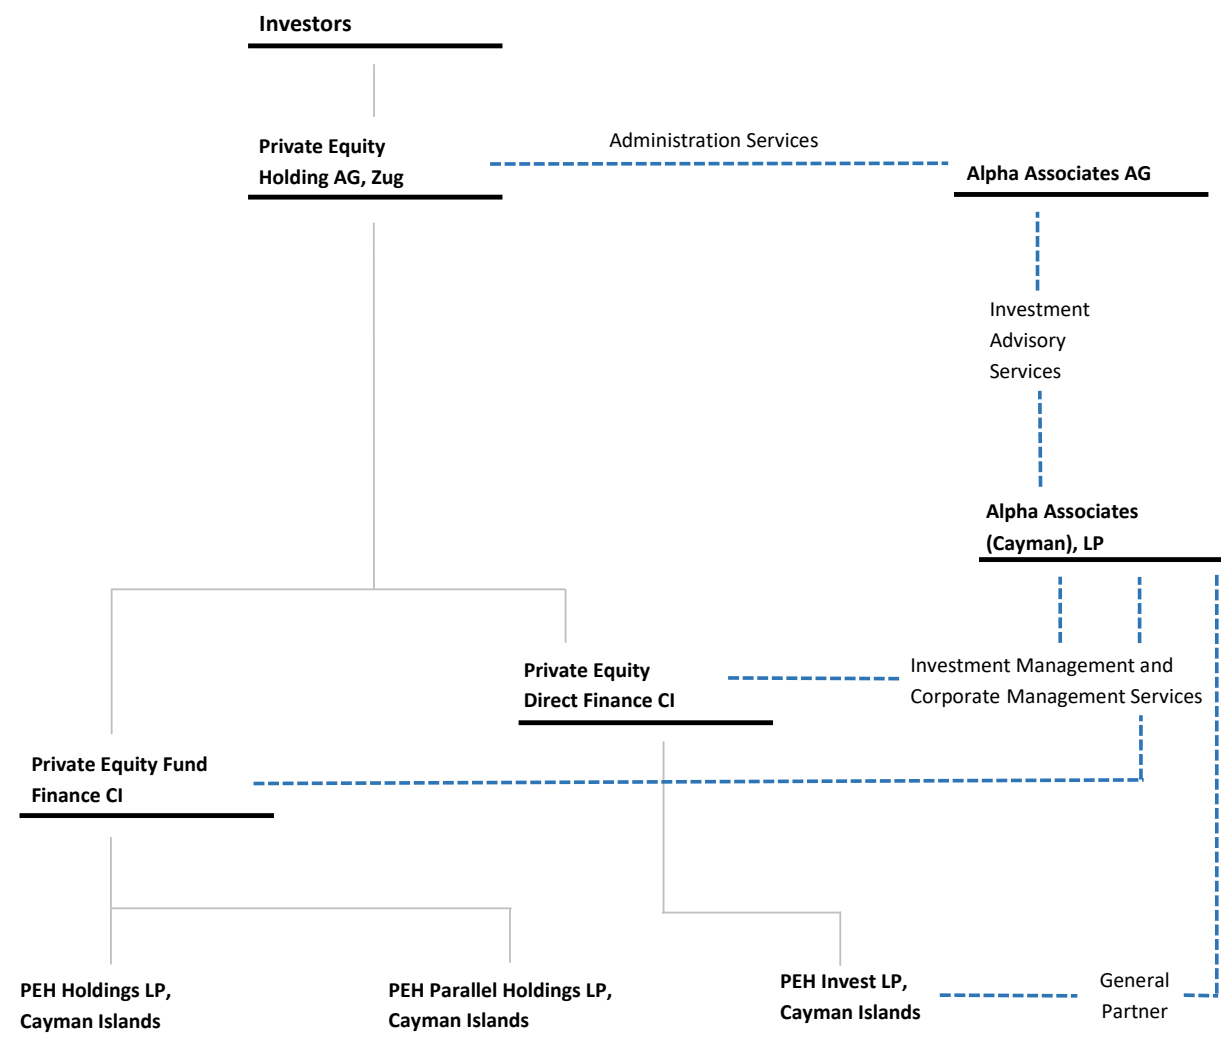 Investors
Private Equity
Holding AG, Zug
Administration Services
Alpha Associates AG
Investment
Advisory
Services
Alpha Associates
(Cayman), LP
Private Equity
Direct Finance CI
Investment Management and
Corporate Management Services
Private Equity Fund
Finance CI
PEH Holdings LP,
Cayman Islands
PEH Parallel Holdings LP,
Cayman Islands
PEH Invest LP,
Cayman Islands
General
Partner